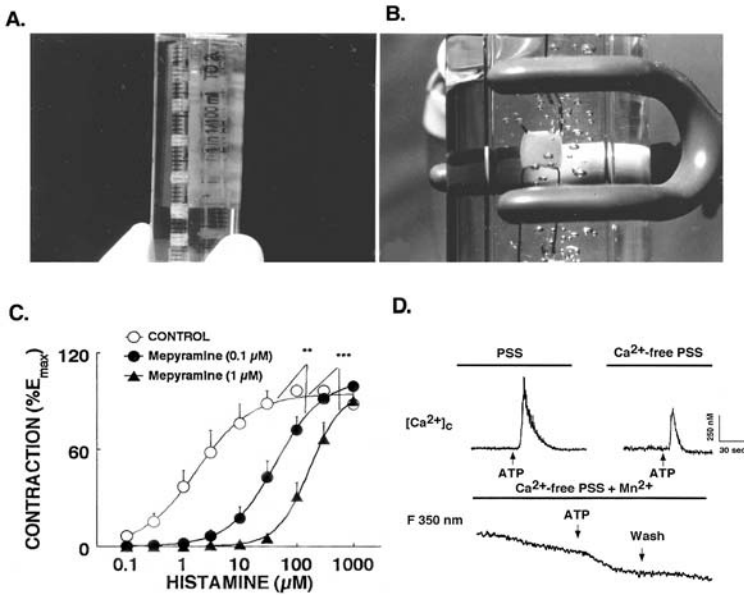 A.
B.
C.
CONTROL
Mepyramine (0.1 µM)
Mepyramine (1 µM)
** ***
120
60
0
CONTRACTION (%Emax)
0.1 1 10 100 1000
HISTAMINE (µM)
D.
PSS Ca2+-free PSS
[Ca2+]c
250 nM
30 sec
ATP ATP
Ca2+-free PSS + Mn2+
F 350 nm
ATP
Wash